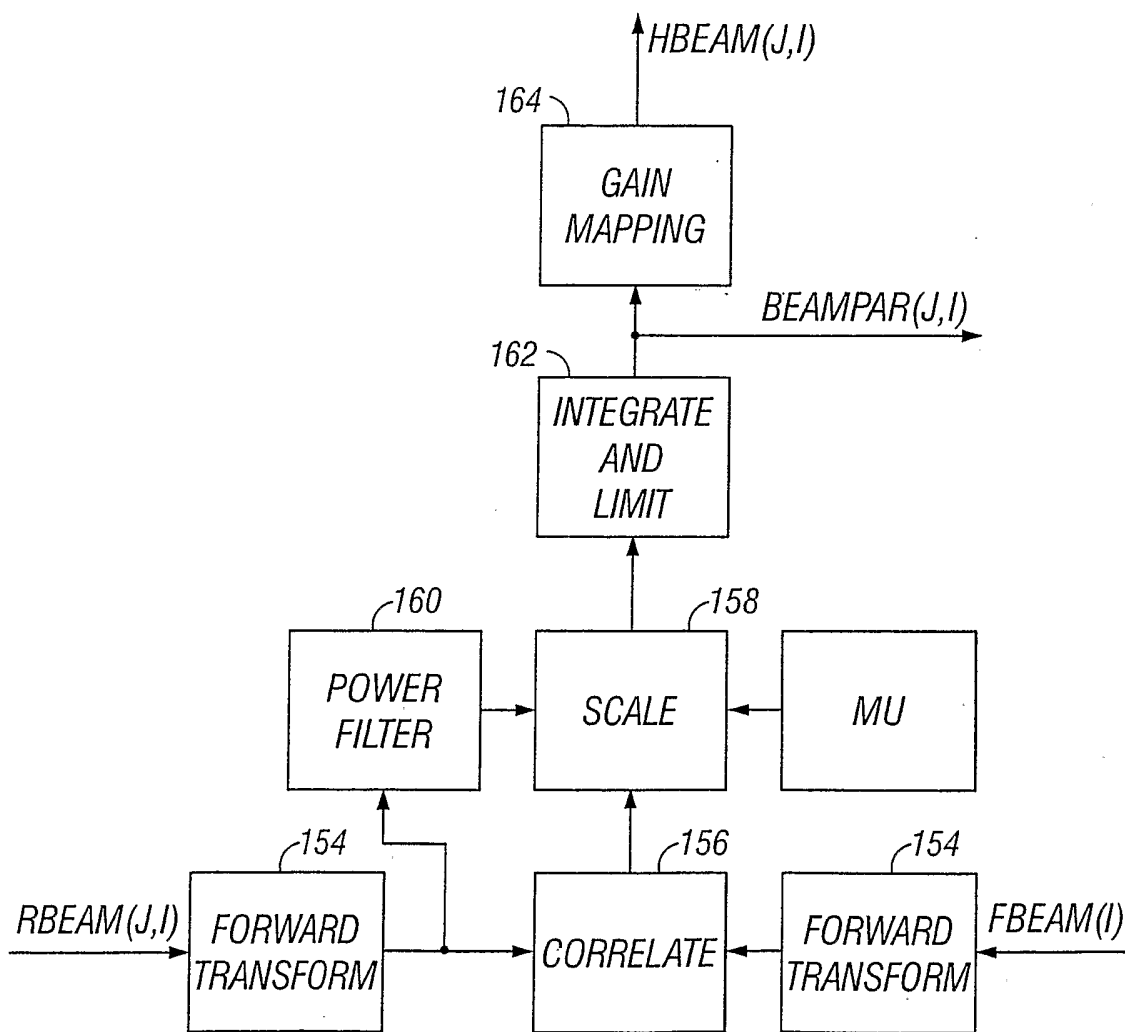 HBEAM(J,I)
164
GAIN
MAPPING
BEAMPAR(J,I)
162
INTEGRATE
AND
LIMIT
160
POWER
FILTER
158
SCALE
MU
RBEAM(J,I)
154
FORWARD
TRANSFORM
156
CORRELATE
154
FORWARD
TRANSFORM
FBEAM(I)